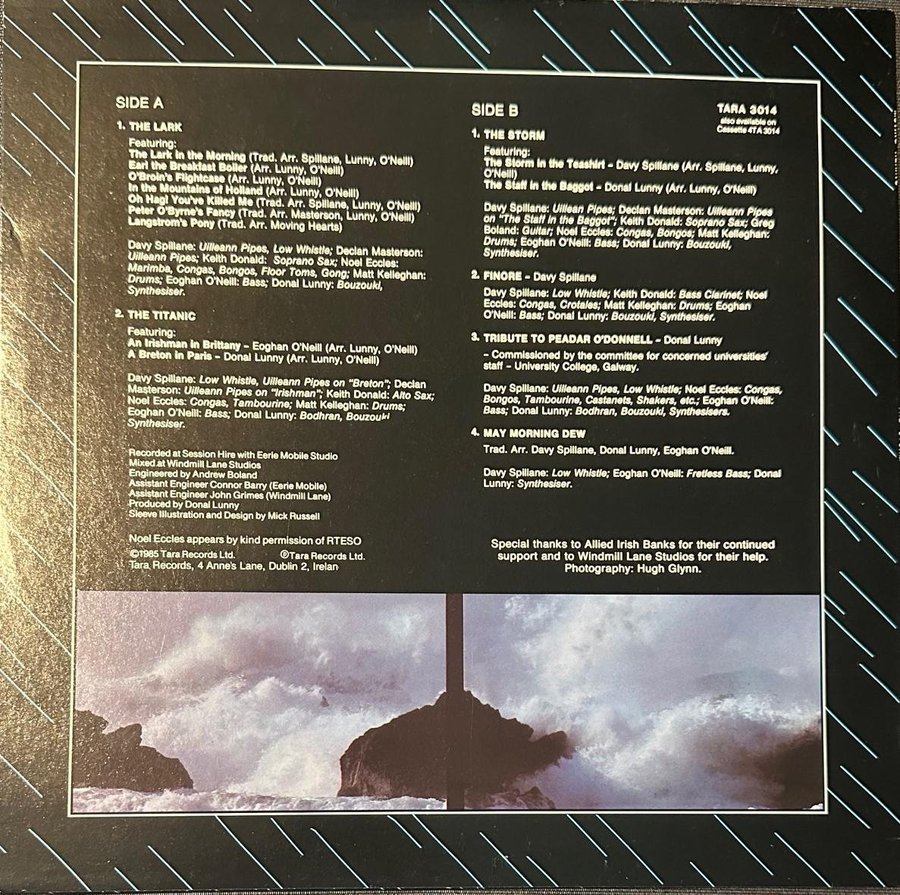 SIDE A
1. THE LARK
Featuring:
The Lark in the Morning (Trad. Arr. Spillane, Lunny, O'Neill)
Earl the Breakfast Boiler (Arr. Lunny, O'Neill)
O'Broin's Flightcase (Arr. Lunny, O'Neill)
In the Mountains of Holland (Arr. Lunny, O'Neill)
Oh Hag! You've Killed Me (Trad. Arr. Spillane, Lunny, O'Neill)
Peter O'Byrne's Fancy (Trad. Arr. Masterson, Lunny, O'Neill)
Langstrom's Pony (Trad. Arr. Moving Hearts)
Davy Spillane: Uilleann Pipes, Low Whistle; Declan Masterson:
Uilleann Pipes; Keith Donald: Soprano Sax; Noel Eccles:
Marimba, Congas, Bongos, Floor Toms, Gong; Matt Kelleghan:
Drums; Eoghan O'Neill: Bass; Donal Lunny: Bouzouki,
Synthesiser.
2. THE TITANIC
Featuring:
An Irishman in Brittany – Eoghan O'Neill (Arr. Lunny, O'Neill)
A Breton in Paris – Donal Lunny (Arr. Lunny, O'Neill)
Davy Spillane: Low Whistle, Uilleann Pipes on "Breton"; Declan
Masterson: Uilleann Pipes on "Irishman"; Keith Donald: Alto Sax;
Noel Eccles: Congas, Tambourine; Matt Kelleghan: Drums;
Eoghan O'Neill: Bass; Donal Lunny: Bodhran, Bouzouki
Synthesiser.
Recorded at Session Hire with Eerie Mobile Studio
Mixed at Windmill Lane Studios
Engineered by Andrew Boland
Assistant Engineer Connor Barry (Eerie Mobile)
Assistant Engineer John Grimes (Windmill Lane)
Produced by Donal Lunny
Sleeve Illustration and Design by Mick Russell
Noel Eccles appears by kind permission of RTESO
©1985 Tara Records Ltd. ℗Tara Records Ltd.
Tara Records, 4 Anne's Lane, Dublin 2, Irelan
SIDE B
TARA 3014
also available on
Cassette 4TA 3014
1. THE STORM
Featuring:
The Storm in the Teashirt – Davy Spillane (Arr. Spillane, Lunny,
O'Neill)
The Staff in the Baggot – Donal Lunny (Arr. Lunny, O'Neill)
Davy Spillane: Uillean Pipes; Declan Masterson: Uilleann Pipes
on "The Staff in the Baggot"; Keith Donald: Soprano Sax; Greg
Boland: Guitar; Noel Eccles: Congas, Bongos; Matt Kelleghan:
Drums; Eoghan O'Neill: Bass; Donal Lunny: Bouzouki,
Synthesiser.
2. FINORE – Davy Spillane
Davy Spillane: Low Whistle; Keith Donald: Bass Clarinet; Noel
Eccles: Congas, Crotales; Matt Kelleghan: Drums; Eoghan
O'Neill: Bass; Donal Lunny: Bouzouki, Synthesiser.
3. TRIBUTE TO PEADAR O'DONNELL – Donal Lunny
– Commissioned by the committee for concerned universities'
staff – University College, Galway.
Davy Spillane: Uilleann Pipes, Low Whistle; Noel Eccles: Congas,
Bongos, Tambourine, Castanets, Shakers, etc.; Eoghan O'Neill:
Bass; Donal Lunny: Bodhran, Bouzouki, Synthesisers.
4. MAY MORNING DEW
Trad. Arr. Davy Spillane, Donal Lunny, Eoghan O'Neill.
Davy Spillane: Low Whistle; Eoghan O'Neill: Fretless Bass; Donal
Lunny: Synthesiser.
Special thanks to Allied Irish Banks for their continued
support and to Windmill Lane Studios for their help.
Photography: Hugh Glynn.